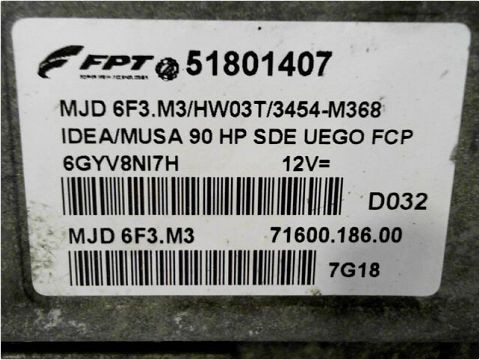 FPT 51801407
MJD 6F3.M3/HW03T/3454-M368
IDEA/MUSA 90 HP SDE UEGO FCP
6GYV8NI7H 12V=
D032
MJD 6F3.M3 71600.186.00
7G18